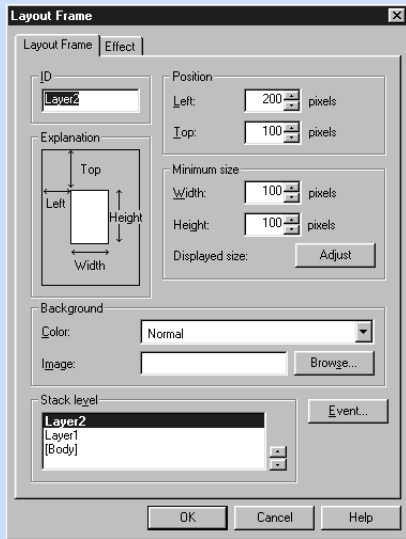 Layout Frame
Layout Frame Effect
ID
Layer2
Position
Left: 200 pixels
Top: 100 pixels
Explanation
Top
Left
Height
Width
Minimum size
Width: 100 pixels
Height: 100 pixels
Displayed size: Adjust
Background
Color: Normal
Image: Browse...
Stack level
Layer2
Layer1
[Body]
Event...
OK Cancel Help